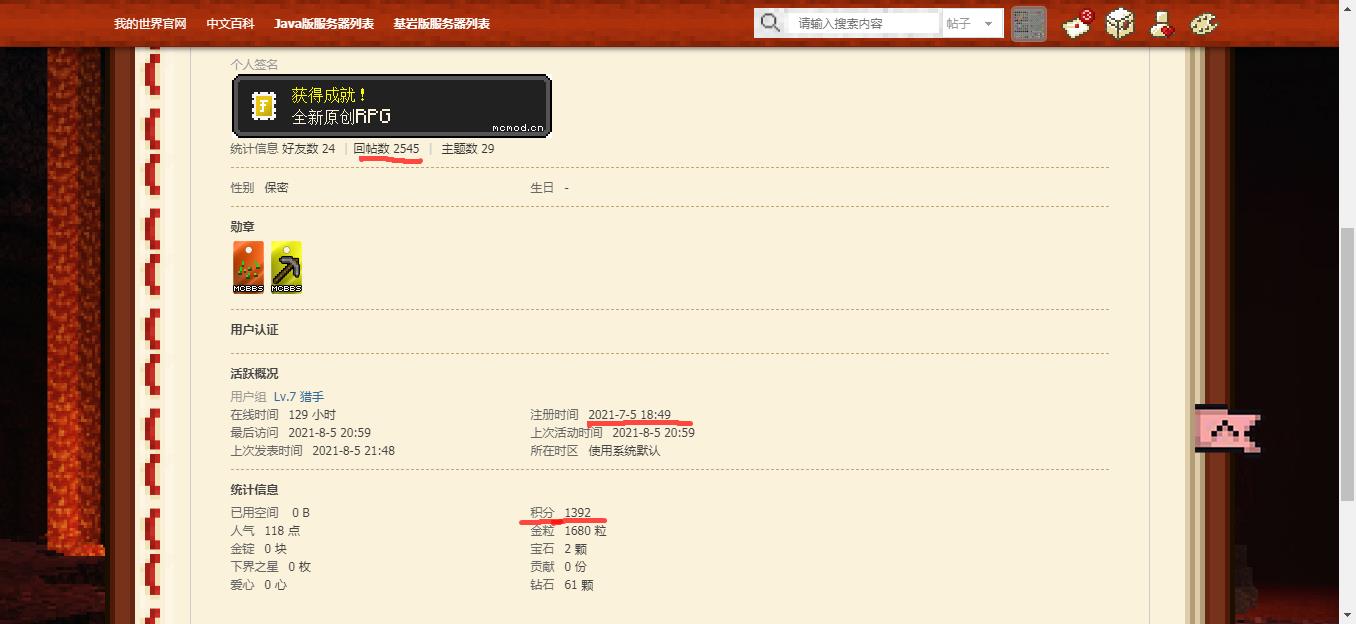 我的世界官网 中文百科 Java版服务器列表 基岩版服务器列表 请输入搜索内容 帖子 3
个人签名
获得成就！
全新原创RPG
mcmod.cn
统计信息 好友数 24 | 回帖数 2545 | 主题数 29
性别 保密 生日 -
勋章
MCBBS MCBBS
用户认证
活跃概况
用户组 Lv.7 猎手
在线时间 129 小时 注册时间 2021-7-5 18:49
最后访问 2021-8-5 20:59 上次活动时间 2021-8-5 20:59
上次发表时间 2021-8-5 21:48 所在时区 使用系统默认
统计信息
已用空间 0 B 积分 1392
人气 118 点 金粒 1680 粒
金锭 0 块 宝石 2 颗
下界之星 0 枚 贡献 0 份
爱心 0 心 钻石 61 颗